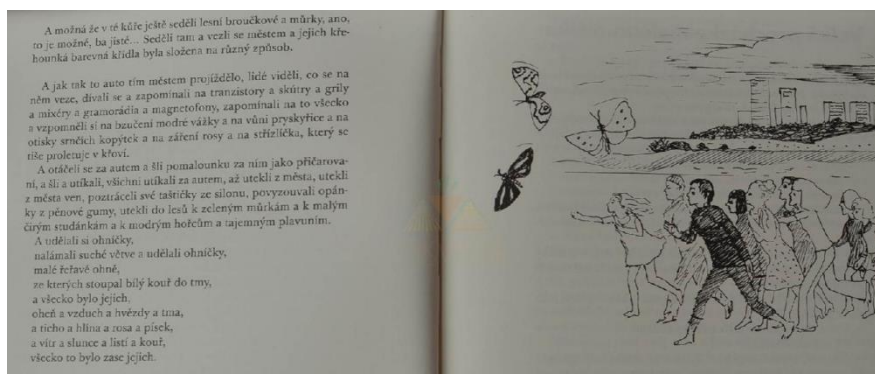 A možná že v té kůře ještě seděli lesní broučkové a můrky, ano,
to je možné, ba jisté... Seděli tam a vezli se městem a jejich kře-
hounká barevná křídla byla složena na různý způsob.
A jak tak to auto tím městem projíždělo, lidé viděli, co se na
něm veze, dívali se a zapomínali na tranzistory a skútry a grily
a mixéry a gramorádia a magnetofony, zapomínali na to všecko
a vzpomněli si na bzučení modré vážky a na vůni pryskyřice a na
otisky srnčích kopýtek a na záření rosy a na střízlíčka, který se
tiše proletuje v křoví.
A otáčeli se za autem a šli pomalounku za ním jako přičarova-
ní, a šli a utíkali, všichni utíkali za autem, až utekli z města, utekli
z města ven, poztráceli své taštičky ze silonu, povyzouvali opán-
ky z pěnové gumy, utekli do lesů k zeleným můrkám a k malým
čirým studánkám a k modrým hořcům a tajemným plavuním.
A udělali si ohníčky,
nalámali suché větve a udělali ohníčky,
malé řeřavé ohně,
ze kterých stoupal bílý kouř do tmy,
a všecko bylo jejich,
oheň a vzduch a hvězdy a tma,
a ticho a hlína a rosa a písek,
a vítr a slunce a listí a kouř,
všecko to bylo zase jejich.